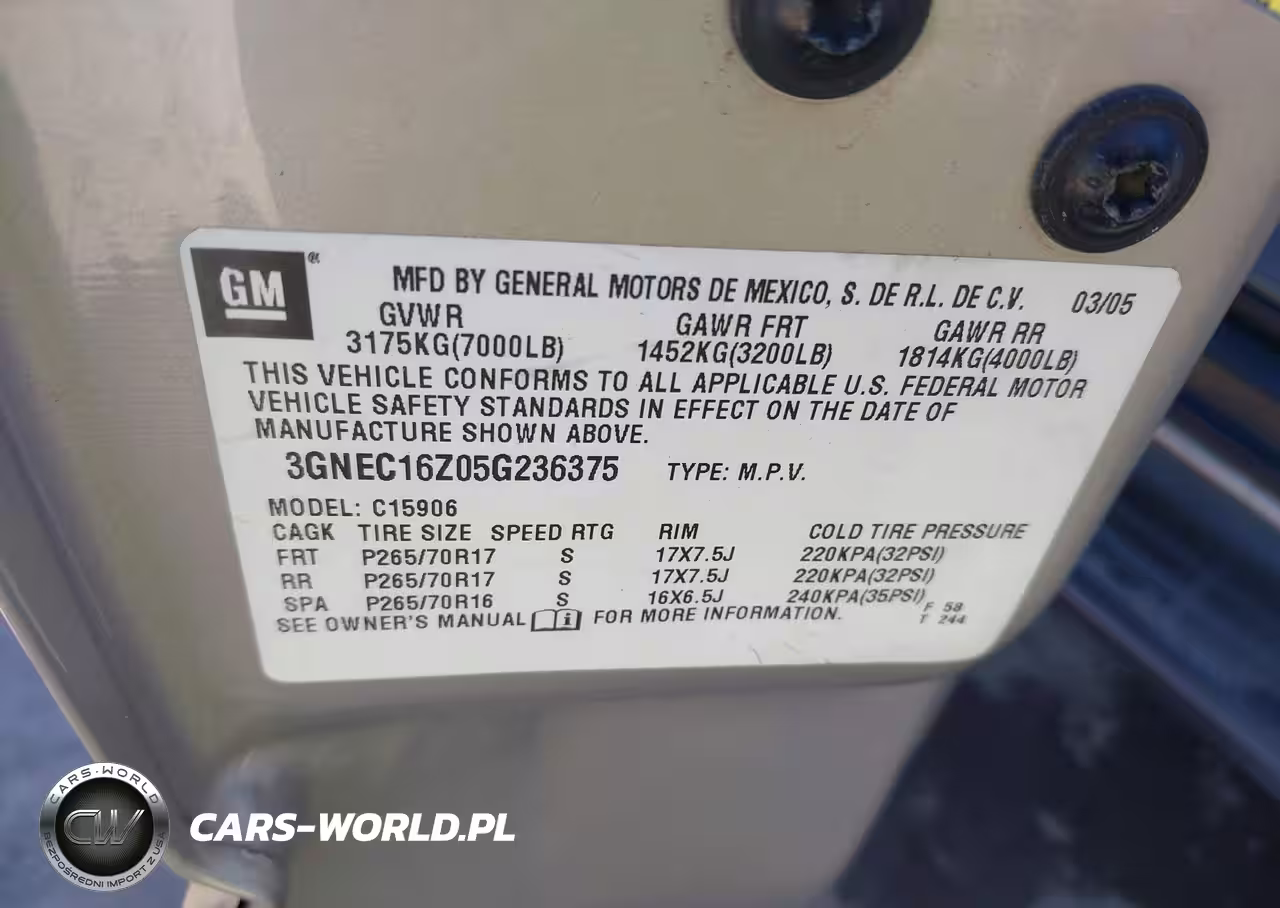 GM ®
MFD BY GENERAL MOTORS DE MEXICO, S. DE R.L. DE C.V. 03/05
GVWR GAWR FRT GAWR RR
3175KG(7000LB) 1452KG(3200LB) 1814KG(4000LB)
THIS VEHICLE CONFORMS TO ALL APPLICABLE U.S. FEDERAL MOTOR
VEHICLE SAFETY STANDARDS IN EFFECT ON THE DATE OF
MANUFACTURE SHOWN ABOVE.
3GNEC16Z05G236375 TYPE: M.P.V.
MODEL: C15906
CAGK TIRE SIZE SPEED RTG RIM COLD TIRE PRESSURE
FRT P265/70R17 S 17X7.5J 220KPA(32PSI)
RR P265/70R17 S 17X7.5J 220KPA(32PSI)
SPA P265/70R16 S 16X6.5J 240KPA(35PSI)
SEE OWNER'S MANUAL i FOR MORE INFORMATION.
F 58
T 244
CARS-WORLD
CW
BEZPOŚREDNI IMPORT Z USA
CARS-WORLD.PL